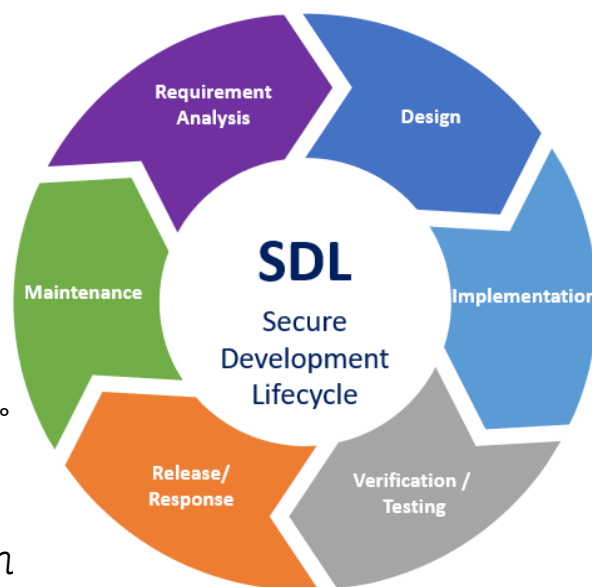 Requirement
Analysis
Design
SDL
Secure
Development
Lifecycle
Maintenance
Implementation
Release/
Response
Verification /
Testing